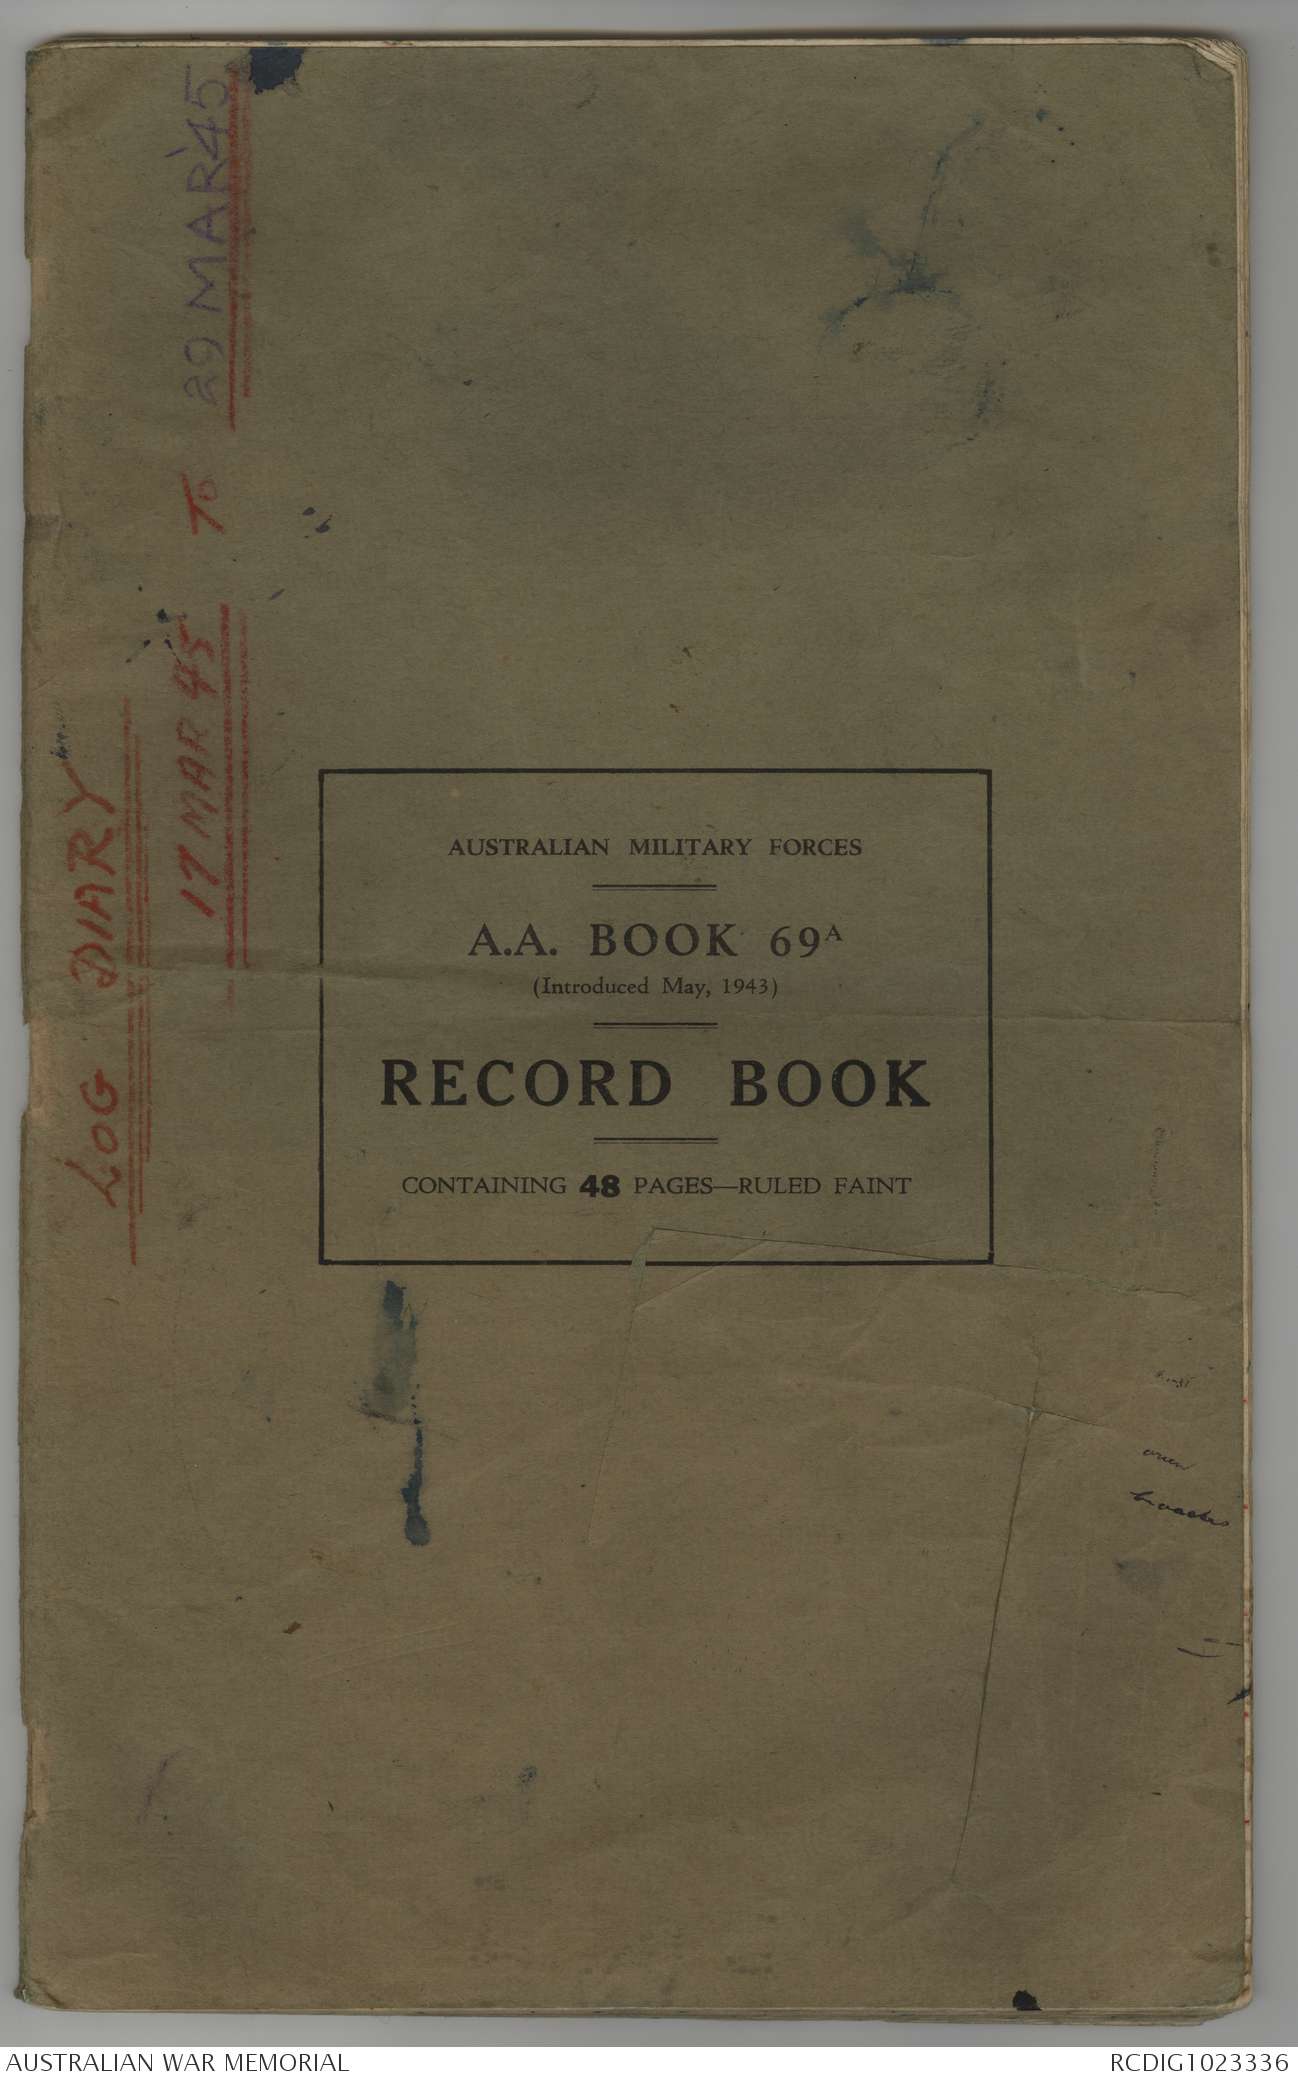 LOG DIARY
17 MAR 45 TO 29 MAR '45
AUSTRALIAN MILITARY FORCES
A.A. BOOK 69A
(Introduced May, 1943)
RECORD BOOK
CONTAINING 48 PAGES—RULED FAINT
AUSTRALIAN WAR MEMORIAL
RCDIG1023336